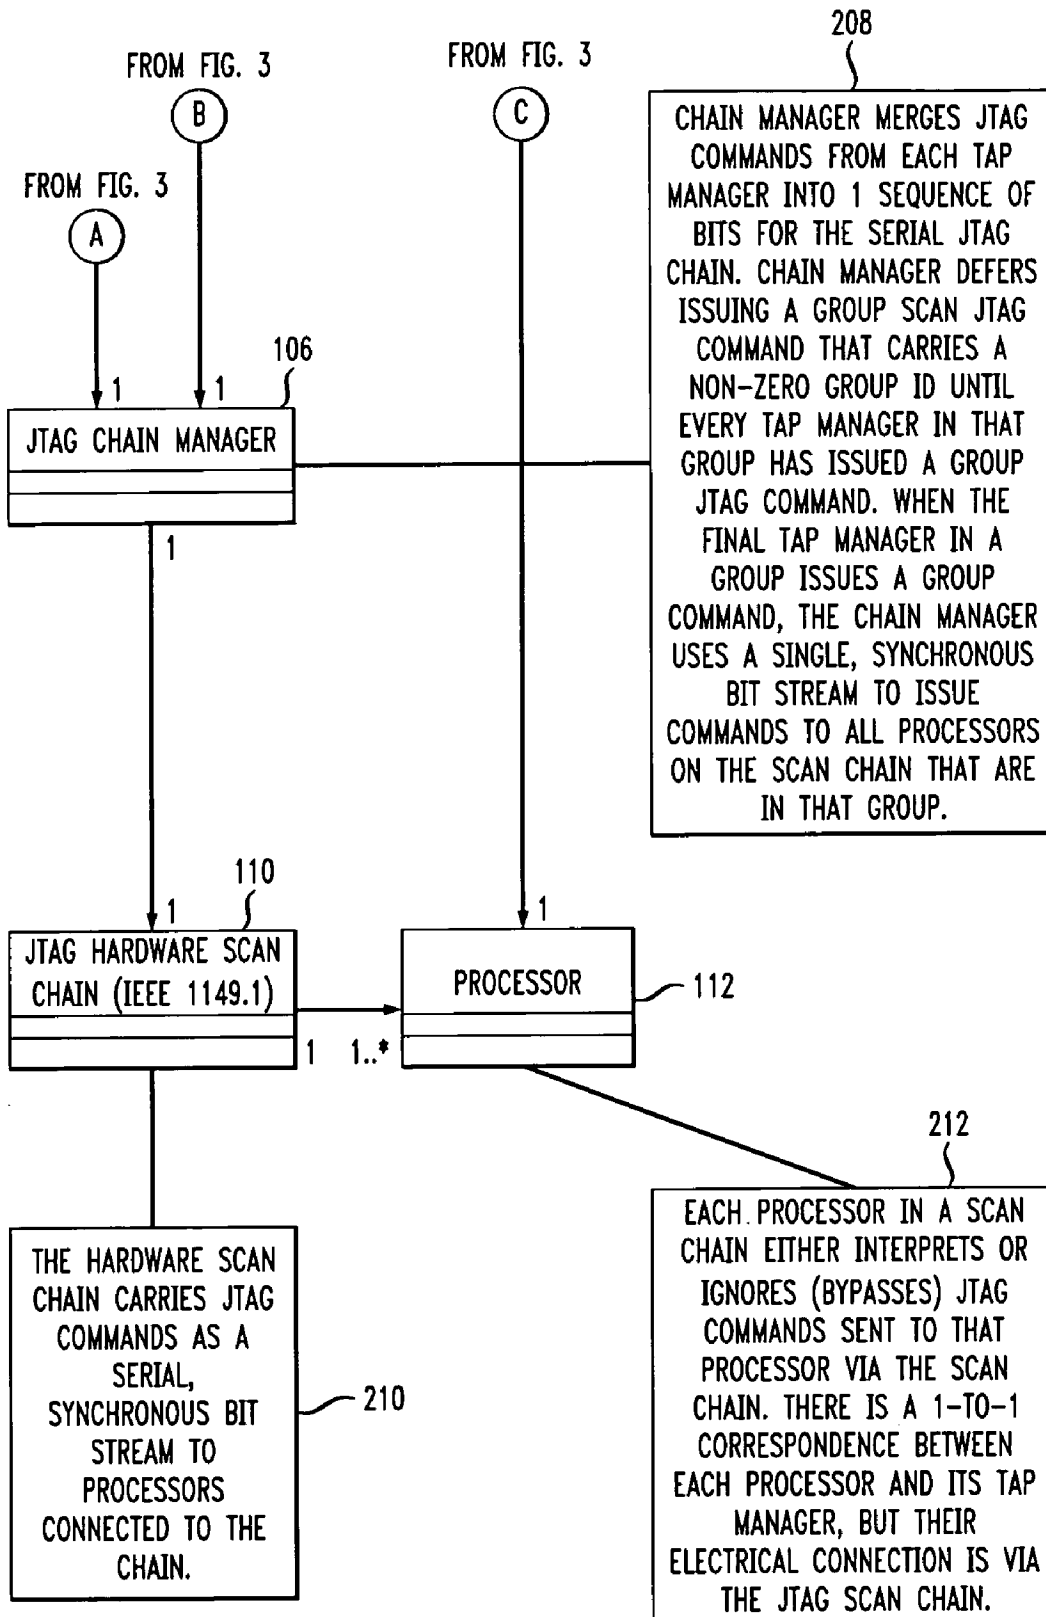 FROM FIG. 3
A
FROM FIG. 3
B
FROM FIG. 3
C
1
1
106
JTAG CHAIN MANAGER
1
208
CHAIN MANAGER MERGES JTAG
COMMANDS FROM EACH TAP
MANAGER INTO 1 SEQUENCE OF
BITS FOR THE SERIAL JTAG
CHAIN. CHAIN MANAGER DEFERS
ISSUING A GROUP SCAN JTAG
COMMAND THAT CARRIES A
NON-ZERO GROUP ID UNTIL
EVERY TAP MANAGER IN THAT
GROUP HAS ISSUED A GROUP
JTAG COMMAND. WHEN THE
FINAL TAP MANAGER IN A
GROUP ISSUES A GROUP
COMMAND, THE CHAIN MANAGER
USES A SINGLE, SYNCHRONOUS
BIT STREAM TO ISSUE
COMMANDS TO ALL PROCESSORS
ON THE SCAN CHAIN THAT ARE
IN THAT GROUP.
1
110
JTAG HARDWARE SCAN
CHAIN (IEEE 1149.1)
1
1..*
1
PROCESSOR
112
THE HARDWARE SCAN
CHAIN CARRIES JTAG
COMMANDS AS A
SERIAL,
SYNCHRONOUS BIT
STREAM TO
PROCESSORS
CONNECTED TO THE
CHAIN.
210
212
EACH PROCESSOR IN A SCAN
CHAIN EITHER INTERPRETS OR
IGNORES (BYPASSES) JTAG
COMMANDS SENT TO THAT
PROCESSOR VIA THE SCAN
CHAIN. THERE IS A 1-TO-1
CORRESPONDENCE BETWEEN
EACH PROCESSOR AND ITS TAP
MANAGER, BUT THEIR
ELECTRICAL CONNECTION IS VIA
THE JTAG SCAN CHAIN.